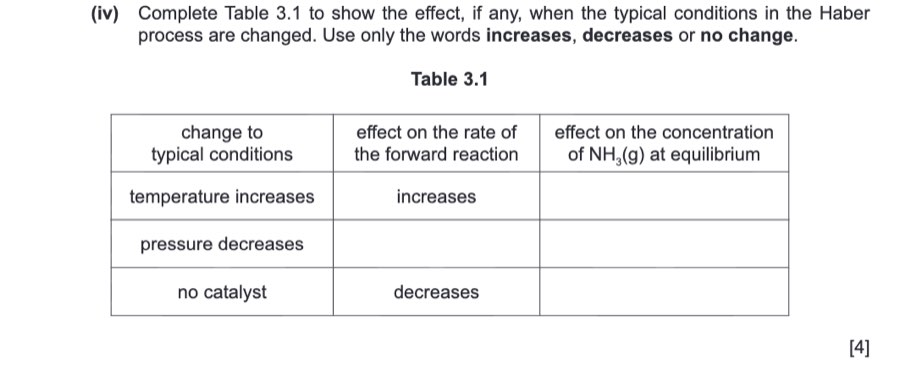 (iv) Complete Table 3.1 to show the effect, if any, when the typical conditions in the Haber
process are changed. Use only the words increases, decreases or no change.
Table 3.1
change to
typical conditions
effect on the rate of
the forward reaction
effect on the concentration
of NH₃(g) at equilibrium
temperature increases
increases
pressure decreases
no catalyst
decreases
[4]